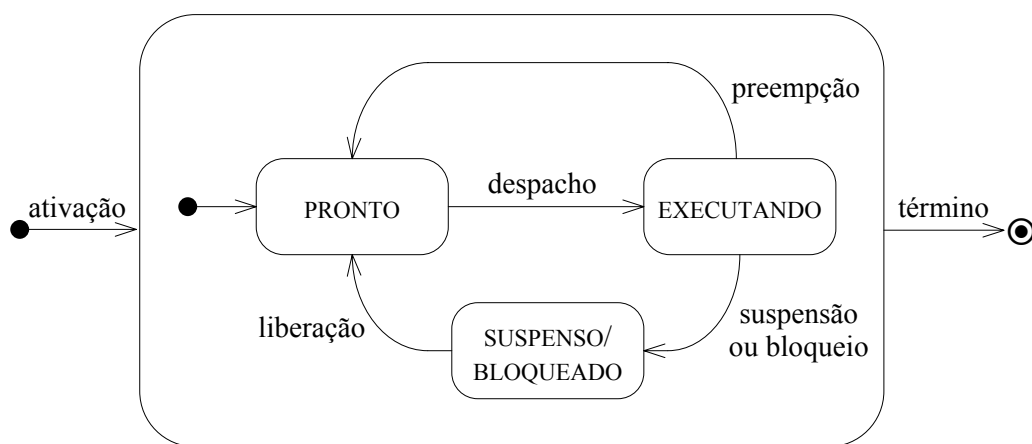 preempção
despacho
ativação
PRONTO
EXECUTANDO
término
liberação
SUSPENSO/
BLOQUEADO
suspensão
ou bloqueio